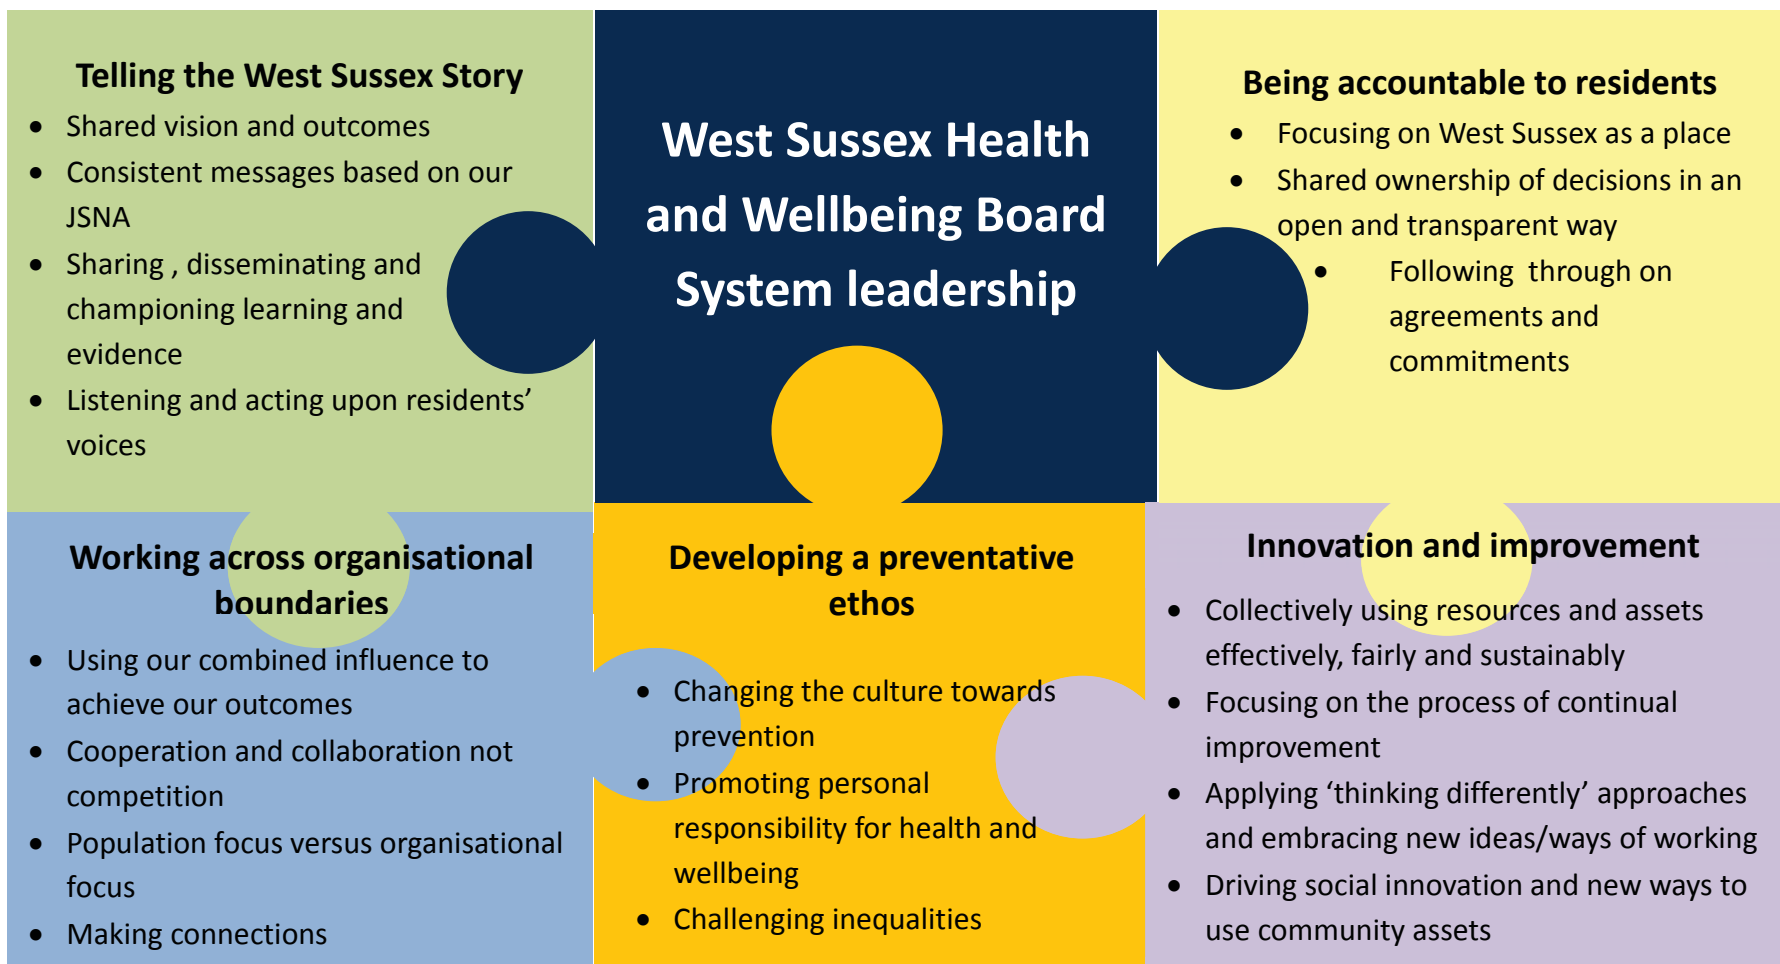 Telling the West Sussex Story
• Shared vision and outcomes
• Consistent messages based on our
JSNA
• Sharing , disseminating and
championing learning and
evidence
• Listening and acting upon residents’
voices
West Sussex Health
and Wellbeing Board
System leadership
Being accountable to residents
• Focusing on West Sussex as a place
• Shared ownership of decisions in an
open and transparent way
• Following through on
agreements and
commitments
Working across organisational
boundaries
• Using our combined influence to
achieve our outcomes
• Cooperation and collaboration not
competition
• Population focus versus organisational
focus
• Making connections
Developing a preventative
ethos
• Changing the culture towards
prevention
• Promoting personal
responsibility for health and
wellbeing
• Challenging inequalities
Innovation and improvement
• Collectively using resources and assets
effectively, fairly and sustainably
• Focusing on the process of continual
improvement
• Applying ‘thinking differently’ approaches
and embracing new ideas/ways of working
• Driving social innovation and new ways to
use community assets